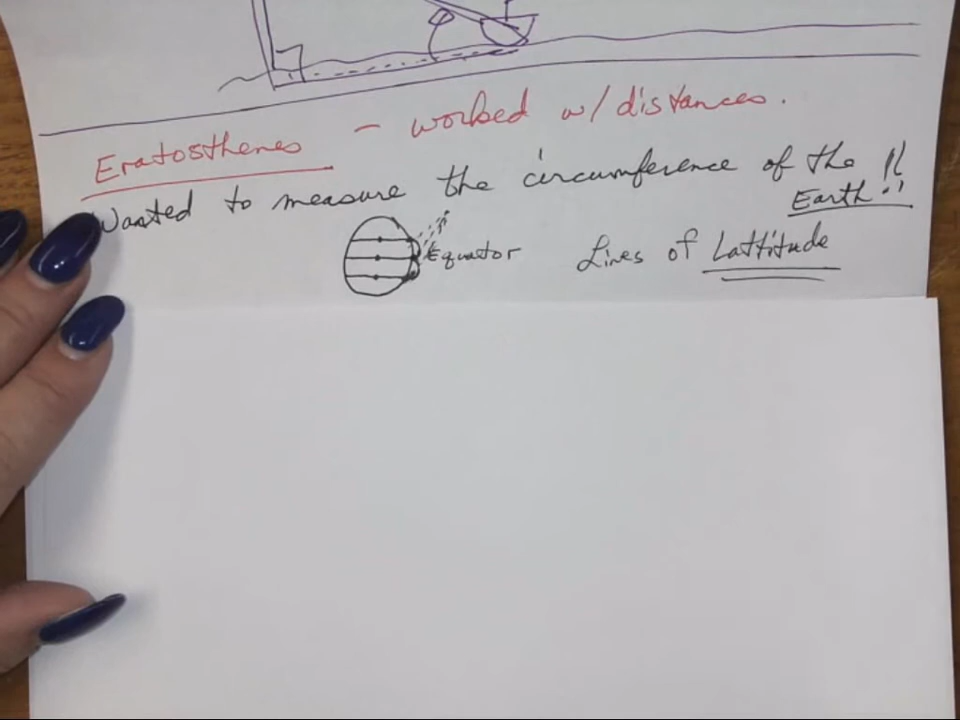 Eratosthenes - worked w/ distances.
Wanted to measure the circumference of the
Earth!!
Equator Lines of Lattitude